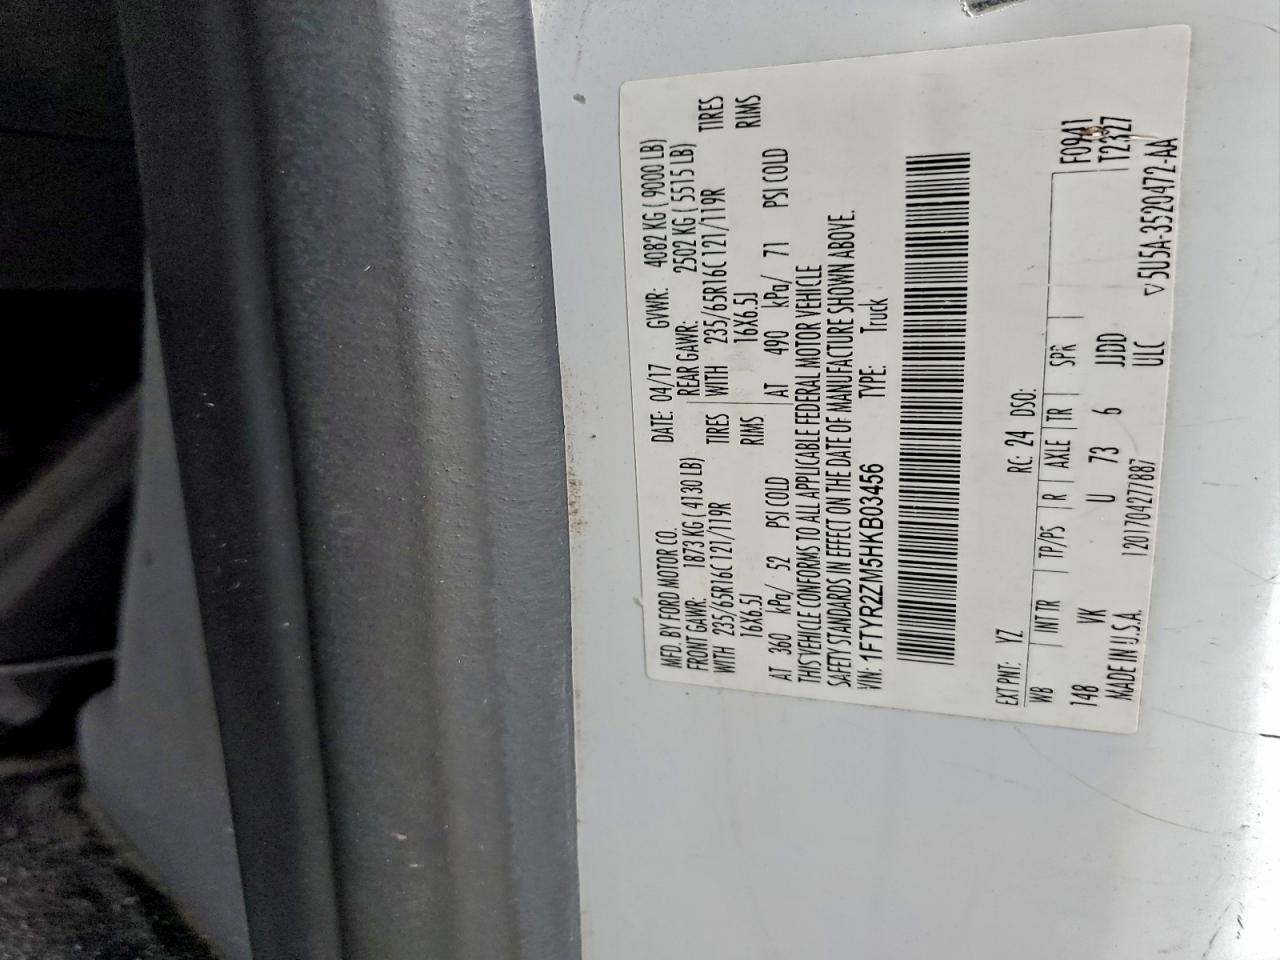 MFD. BY FORD MOTOR CO. DATE: 04/17 GVWR: 4082 KG ( 9000 LB)
FRONT GAWR: 1873 KG ( 4130 LB) REAR GAWR: 2502 KG ( 5515 LB)
WITH 235/65R16C 121/119R TIRES WITH 235/65R16C 121/119R TIRES
16X6.5J RIMS 16X6.5J RIMS
AT 360 kPa/ 52 PSI COLD AT 490 kPa/ 71 PSI COLD
THIS VEHICLE CONFORMS TO ALL APPLICABLE FEDERAL MOTOR VEHICLE
SAFETY STANDARDS IN EFFECT ON THE DATE OF MANUFACTURE SHOWN ABOVE.
VIN: 1FTYR2ZM5HKB03456 TYPE: Truck
EXT PNT: YZ RC: 24 DSO: F0941
WB INT TR TP/PS R AXLE TR SPR T2327
148 VK U 73 6 JJDD
MADE IN U.S.A. 120170427T887 ULC ▽5U5A-3520472-AA